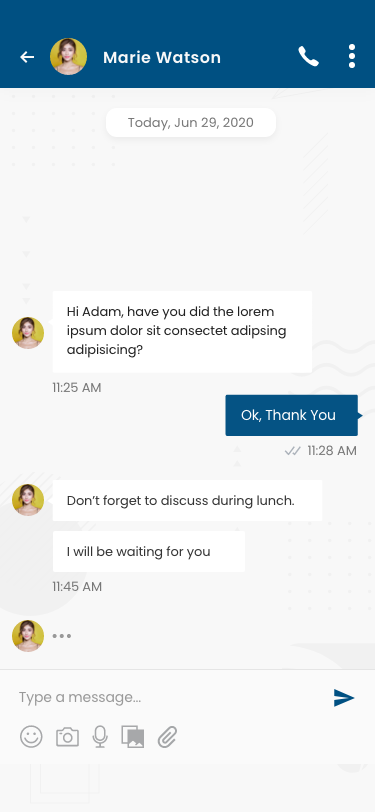 Marie Watson
Today, Jun 29, 2020
Hi Adam, have you did the lorem
ipsum dolor sit consectet adipsing
adipisicing?
11:25 AM
Ok, Thank You
11:28 AM
Don’t forget to discuss during lunch.
I will be waiting for you
11:45 AM
Type a message...